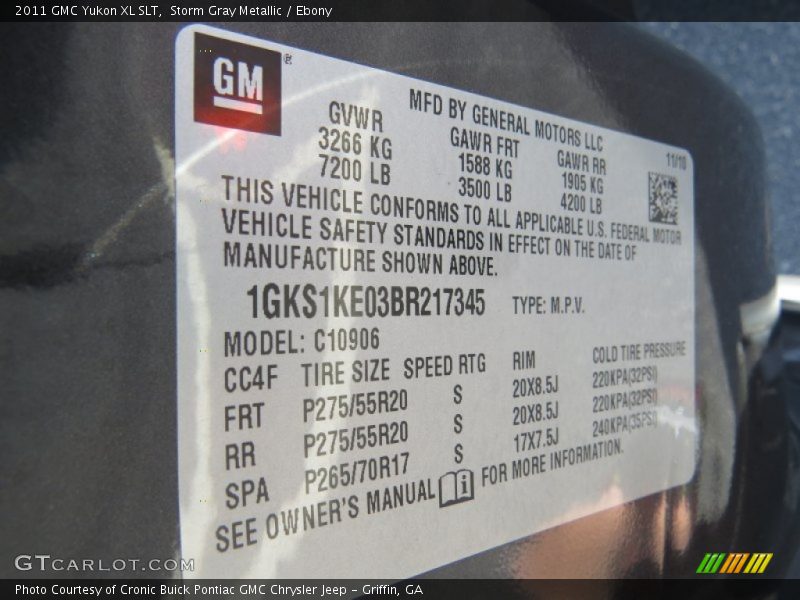 2011 GMC Yukon XL SLT, Storm Gray Metallic / Ebony
GM®
MFD BY GENERAL MOTORS LLC
GVWR GAWR FRT GAWR RR 11/10
3266 KG 1588 KG 1905 KG
7200 LB 3500 LB 4200 LB
THIS VEHICLE CONFORMS TO ALL APPLICABLE U.S. FEDERAL MOTOR
VEHICLE SAFETY STANDARDS IN EFFECT ON THE DATE OF
MANUFACTURE SHOWN ABOVE.
1GKS1KE03BR217345 TYPE: M.P.V.
MODEL: C10906
CC4F TIRE SIZE SPEED RTG RIM COLD TIRE PRESSURE
FRT P275/55R20 S 20X8.5J 220KPA(32PSI)
RR P275/55R20 S 20X8.5J 220KPA(32PSI)
SPA P265/70R17 S 17X7.5J 240KPA(35PSI)
SEE OWNER'S MANUAL i FOR MORE INFORMATION.
GTCARLOT.COM
Photo Courtesy of Cronic Buick Pontiac GMC Chrysler Jeep - Griffin, GA